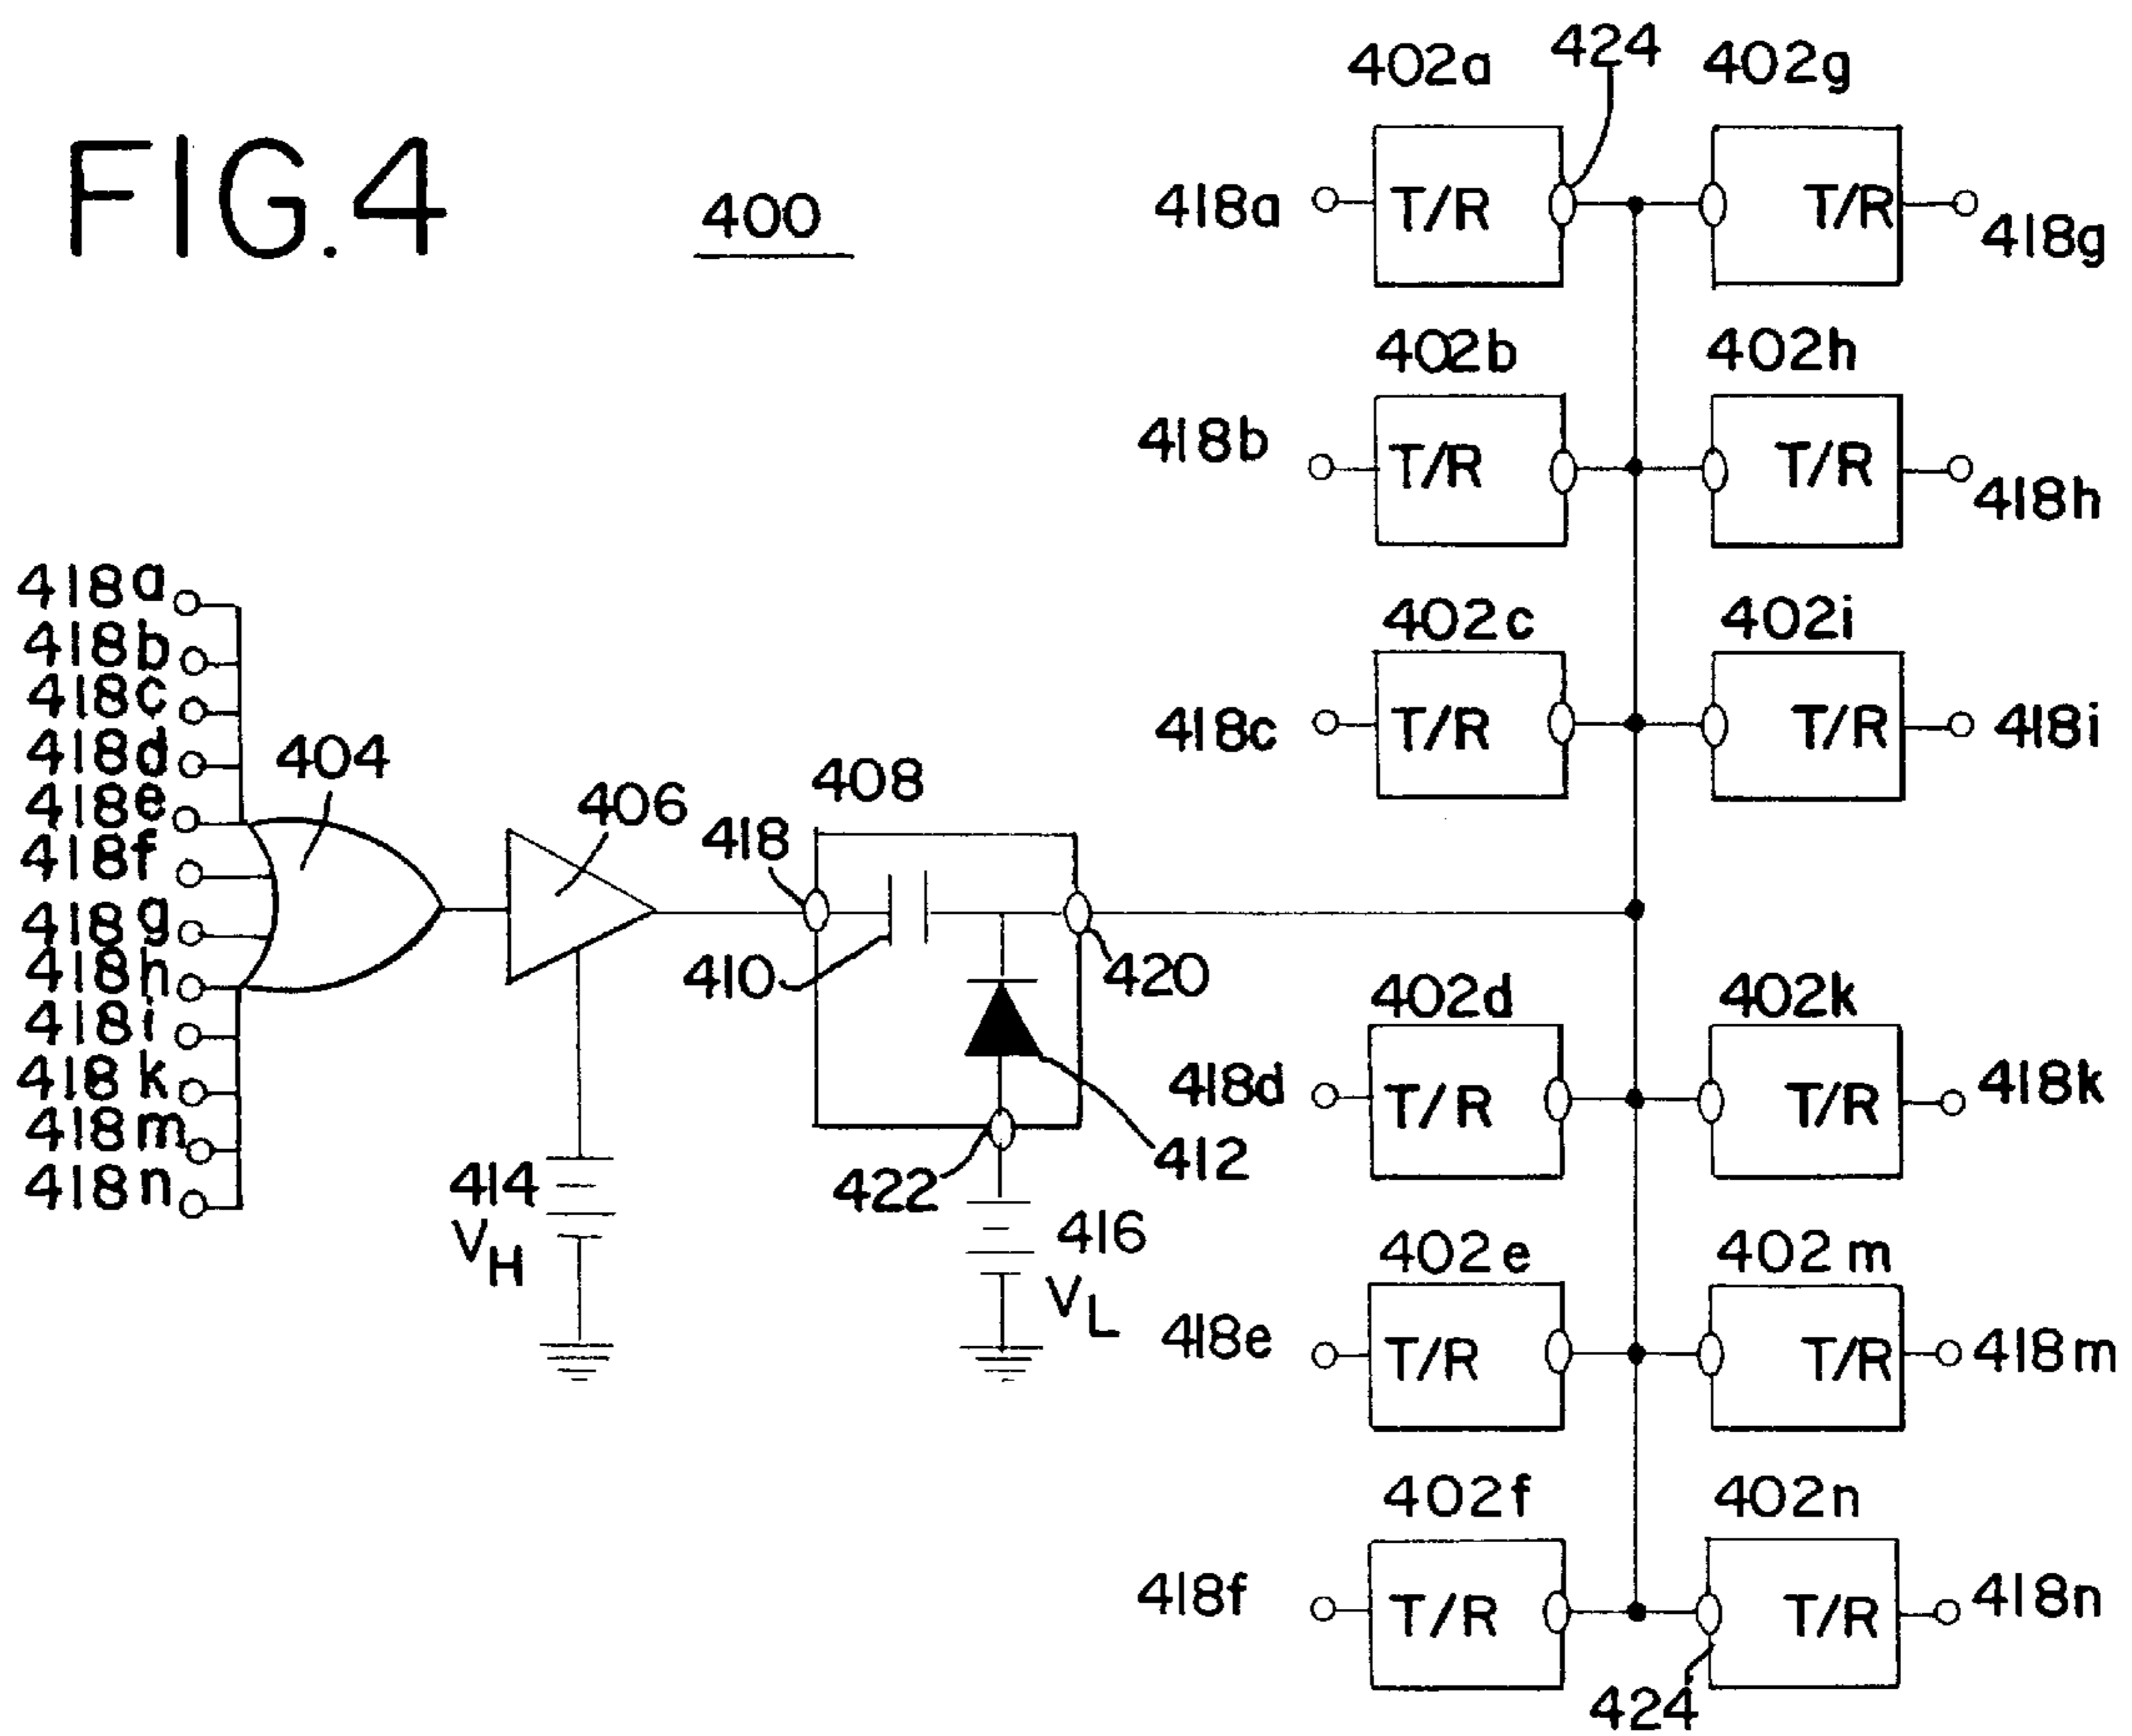 FIG.4
400
402a
424
402g
418a
T/R
T/R
418g
402b
402h
418b
T/R
T/R
418h
402c
402i
418c
T/R
T/R
418i
418a
418b
418c
418d
418e
418f
418g
418h
418i
418k
418m
418n
404
406
408
418
410
420
412
422
414
VH
416
VL
402d
402k
418d
T/R
T/R
418k
402e
402m
418e
T/R
T/R
418m
402f
402n
418f
T/R
T/R
418n
424